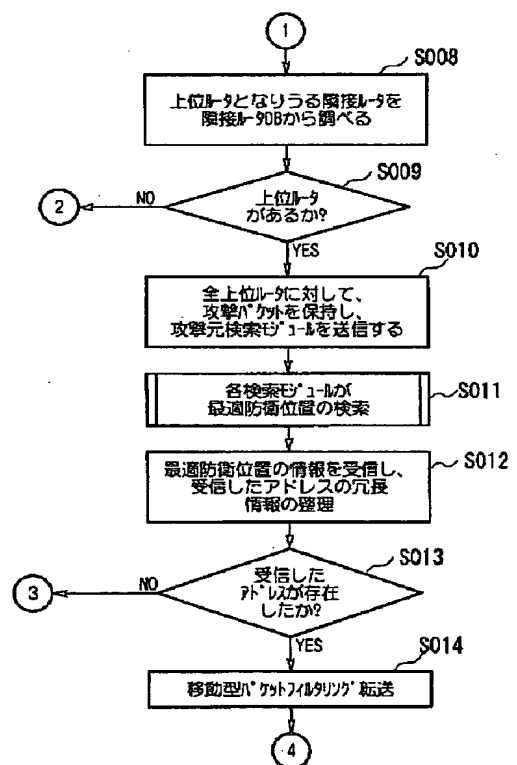 1
S008
上位ルータとなりうる隣接ルータを
隣接ルータDBから調べる
S009
上位ルータ
があるか?
NO
2
YES
S010
全上位ルータに対して、
攻撃パケットを保持し、
攻撃元検索モジュールを送信する
各検索モジュールが
最適防衛位置の検索
S011
S012
最適防衛位置の情報を受信し、
受信したアドレスの冗長
情報の整理
S013
受信した
アドレスが存在
したか?
NO
3
YES
S014
移動型パケットフィルタリング転送
4